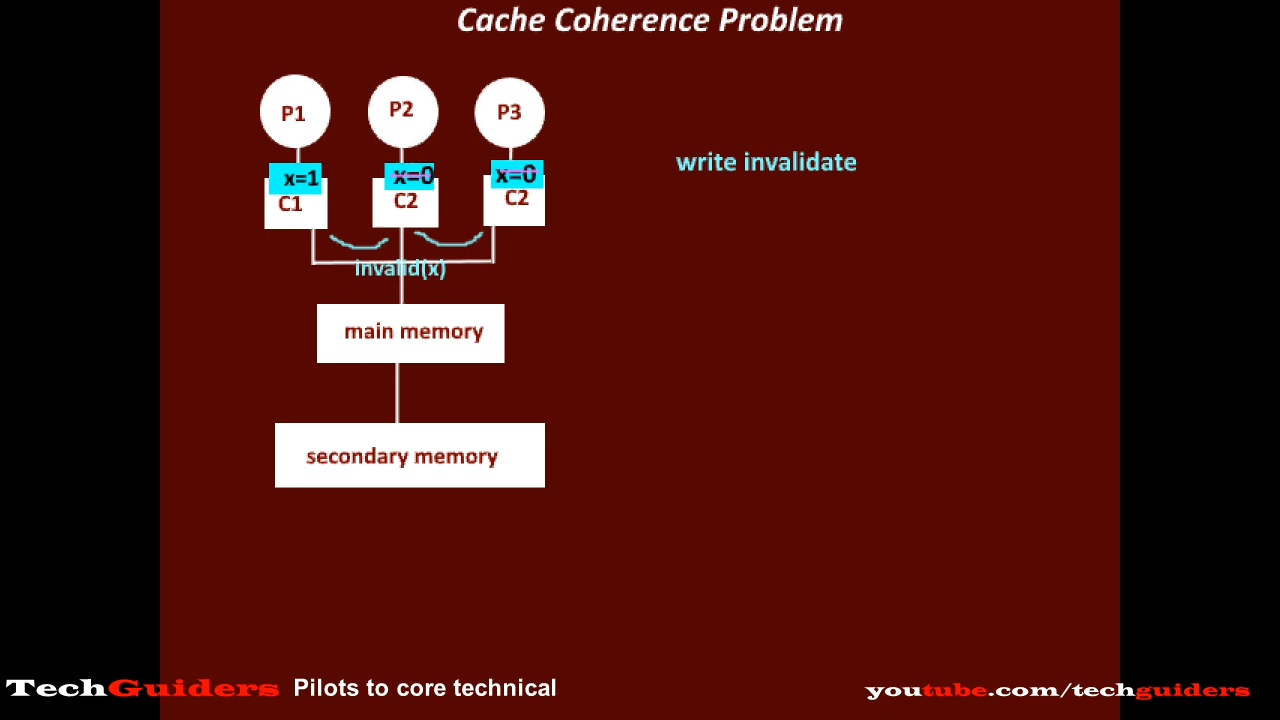 Cache Coherence Problem
P1 P2 P3
write invalidate
x=1 x=0 x=0
C1 C2 C2
invalid(x)
main memory
secondary memory
TechGuiders Pilots to core technical youtube.com/techguiders